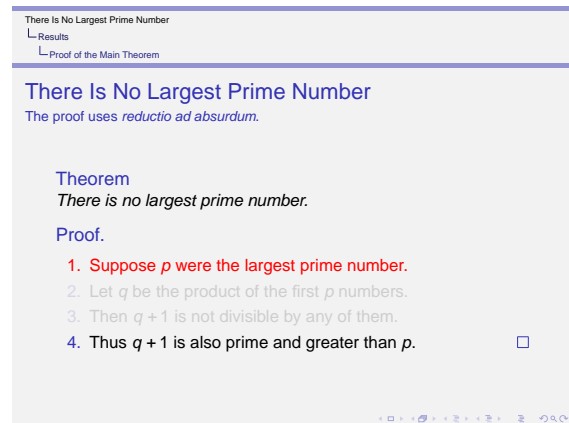 There Is No Largest Prime Number
Results
Proof of the Main Theorem
There Is No Largest Prime Number
The proof uses reductio ad absurdum.
Theorem
There is no largest prime number.
Proof.
1. Suppose p were the largest prime number.
2. Let q be the product of the first p numbers.
3. Then q + 1 is not divisible by any of them.
4. Thus q + 1 is also prime and greater than p. □